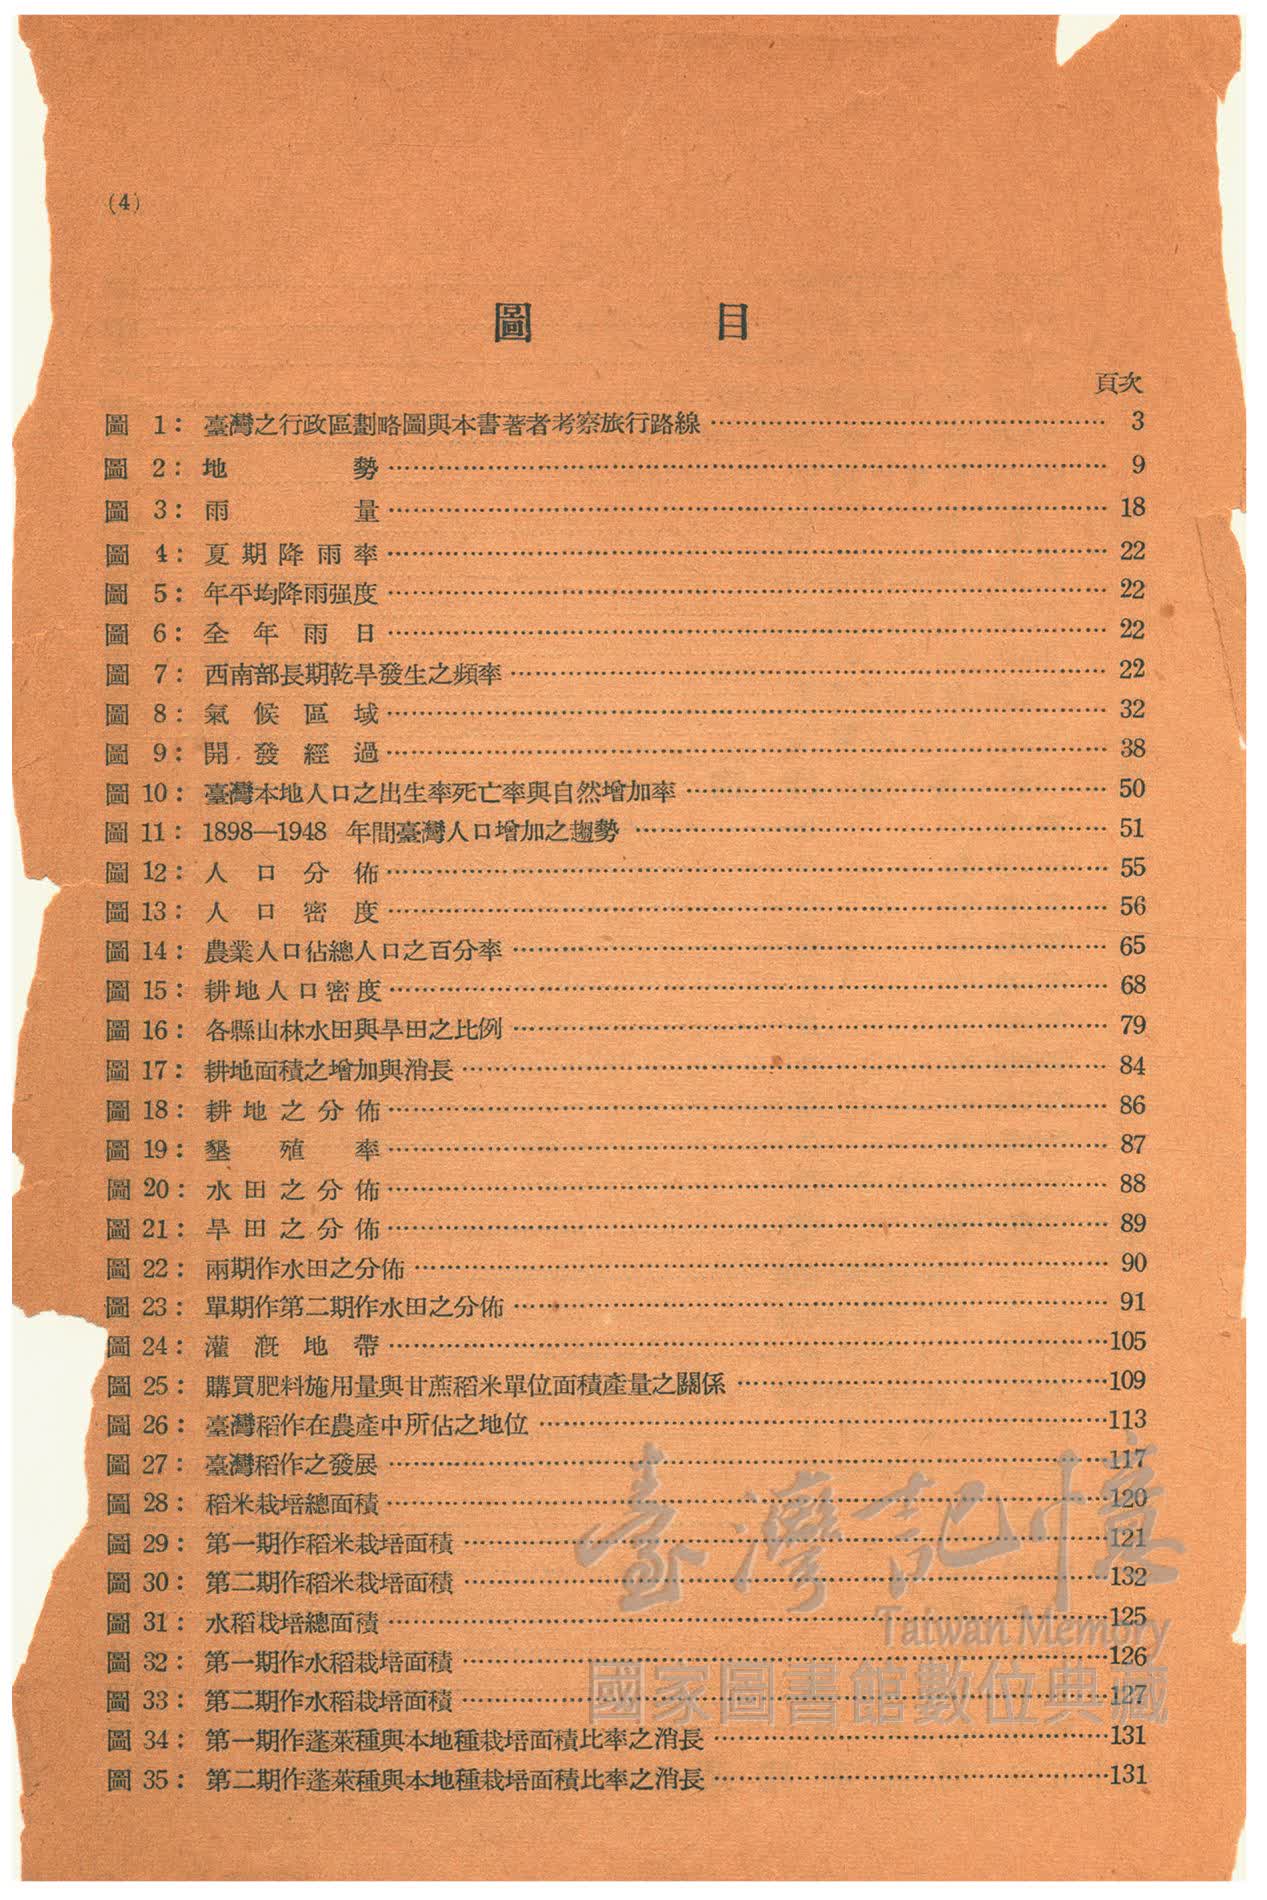 (4)
圖 目
頁次
圖 1：臺灣之行政區劃略圖與本書著者考察旅行路線 …… 3
圖 2：地 勢 …… 9
圖 3：雨 量 …… 18
圖 4：夏期降雨率 …… 22
圖 5：年平均降雨强度 …… 22
圖 6：全年雨日 …… 22
圖 7：西南部長期乾旱發生之頻率 …… 22
圖 8：氣候區域 …… 32
圖 9：開發經過 …… 38
圖 10：臺灣本地人口之出生率死亡率與自然增加率 …… 50
圖 11：1898—1948 年間臺灣人口增加之趨勢 …… 51
圖 12：人口分佈 …… 55
圖 13：人口密度 …… 56
圖 14：農業人口佔總人口之百分率 …… 65
圖 15：耕地人口密度 …… 68
圖 16：各縣山林水田與旱田之比例 …… 79
圖 17：耕地面積之增加與消長 …… 84
圖 18：耕地之分佈 …… 86
圖 19：墾殖率 …… 87
圖 20：水田之分佈 …… 88
圖 21：旱田之分佈 …… 89
圖 22：兩期作水田之分佈 …… 90
圖 23：單期作第二期作水田之分佈 …… 91
圖 24：灌漑地帶 …… 105
圖 25：購買肥料施用量與甘蔗稻米單位面積產量之關係 …… 109
圖 26：臺灣稻作在農產中所佔之地位 …… 113
圖 27：臺灣稻作之發展 …… 117
圖 28：稻米栽培總面積 …… 120
圖 29：第一期作稻米栽培面積 …… 121
圖 30：第二期作稻米栽培面積 …… 132
圖 31：水稻栽培總面積 …… 125
圖 32：第一期作水稻栽培面積 …… 126
圖 33：第二期作水稻栽培面積 …… 127
圖 34：第一期作蓬萊種與本地種栽培面積比率之消長 …… 131
圖 35：第二期作蓬萊種與本地種栽培面積比率之消長 …… 131
臺灣記憶
Taiwan Memory
國家圖書館數位典藏